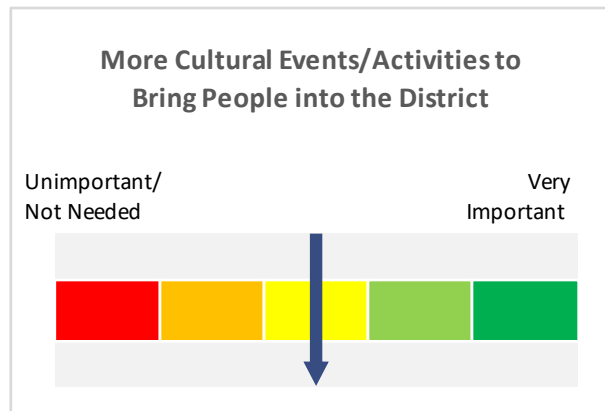 More Cultural Events/Activities to
Bring People into the District
Unimportant/
Not Needed
Very
Important